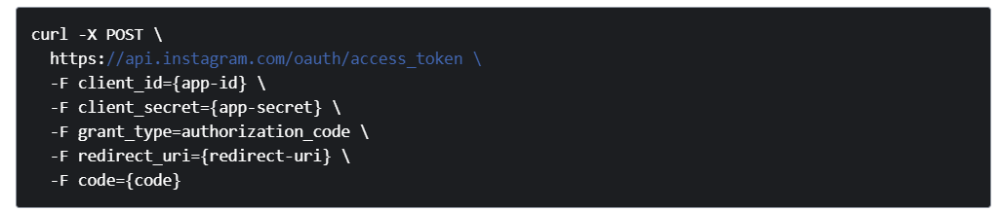 curl -X POST \
https://api.instagram.com/oauth/access_token \
-F client_id={app-id} \
-F client_secret={app-secret} \
-F grant_type=authorization_code \
-F redirect_uri={redirect-uri} \
-F code={code}